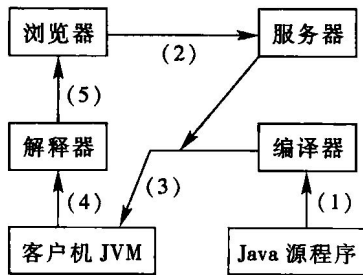 浏览器
(2)
服务器
(5)
解释器
编译器
(3)
(4)
(1)
客户机 JVM
Java 源程序